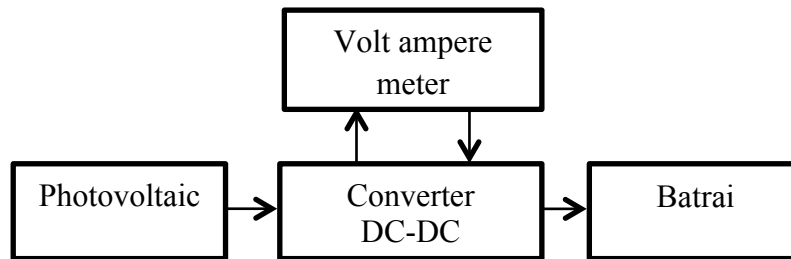 Volt ampere
meter
Photovoltaic
Converter
DC-DC
Batrai